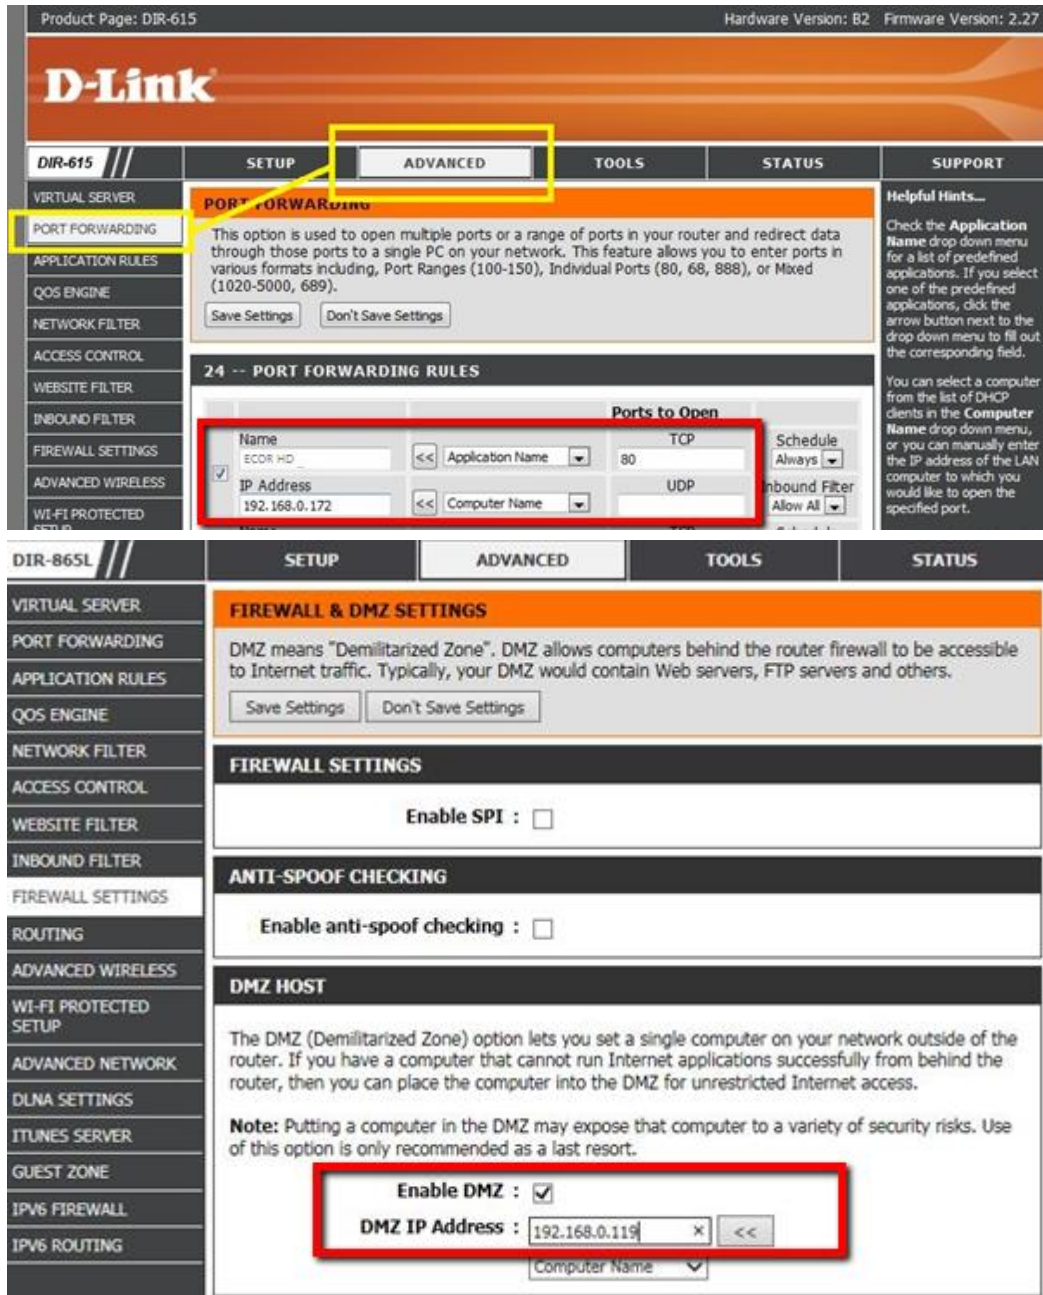 Product Page: DIR-615
Hardware Version: B2
Firmware Version: 2.27
D-Link
DIR-615
SETUP
ADVANCED
TOOLS
STATUS
SUPPORT
VIRTUAL SERVER
PORT FORWARDING
APPLICATION RULES
QOS ENGINE
NETWORK FILTER
ACCESS CONTROL
WEBSITE FILTER
INBOUND FILTER
FIREWALL SETTINGS
ADVANCED WIRELESS
WI-FI PROTECTED
SETUP
PORT FORWARDING
This option is used to open multiple ports or a range of ports in your router and redirect data
through those ports to a single PC on your network. This feature allows you to enter ports in
various formats including, Port Ranges (100-150), Individual Ports (80, 68, 888), or Mixed
(1020-5000, 689).
Save Settings
Don't Save Settings
24 -- PORT FORWARDING RULES
Ports to Open
Name
TCP
Schedule
ECOR HD _
<<
Application Name
80
Always
IP Address
UDP
Inbound Filter
192.168.0.172
<<
Computer Name
Allow All
Name
TCP
Schedule
Helpful Hints...
Check the Application
Name drop down menu
for a list of predefined
applications. If you select
one of the predefined
applications, click the
arrow button next to the
drop down menu to fill out
the corresponding field.
You can select a computer
from the list of DHCP
clients in the Computer
Name drop down menu,
or you can manually enter
the IP address of the LAN
computer to which you
would like to open the
specified port.
DIR-865L
SETUP
ADVANCED
TOOLS
STATUS
VIRTUAL SERVER
PORT FORWARDING
APPLICATION RULES
QOS ENGINE
NETWORK FILTER
ACCESS CONTROL
WEBSITE FILTER
INBOUND FILTER
FIREWALL SETTINGS
ROUTING
ADVANCED WIRELESS
WI-FI PROTECTED
SETUP
ADVANCED NETWORK
DLNA SETTINGS
ITUNES SERVER
GUEST ZONE
IPV6 FIREWALL
IPV6 ROUTING
FIREWALL & DMZ SETTINGS
DMZ means "Demilitarized Zone". DMZ allows computers behind the router firewall to be accessible
to Internet traffic. Typically, your DMZ would contain Web servers, FTP servers and others.
Save Settings
Don't Save Settings
FIREWALL SETTINGS
Enable SPI :
ANTI-SPOOF CHECKING
Enable anti-spoof checking :
DMZ HOST
The DMZ (Demilitarized Zone) option lets you set a single computer on your network outside of the
router. If you have a computer that cannot run Internet applications successfully from behind the
router, then you can place the computer into the DMZ for unrestricted Internet access.
Note: Putting a computer in the DMZ may expose that computer to a variety of security risks. Use
of this option is only recommended as a last resort.
Enable DMZ :
DMZ IP Address : 192.168.0.119 × <<
Computer Name